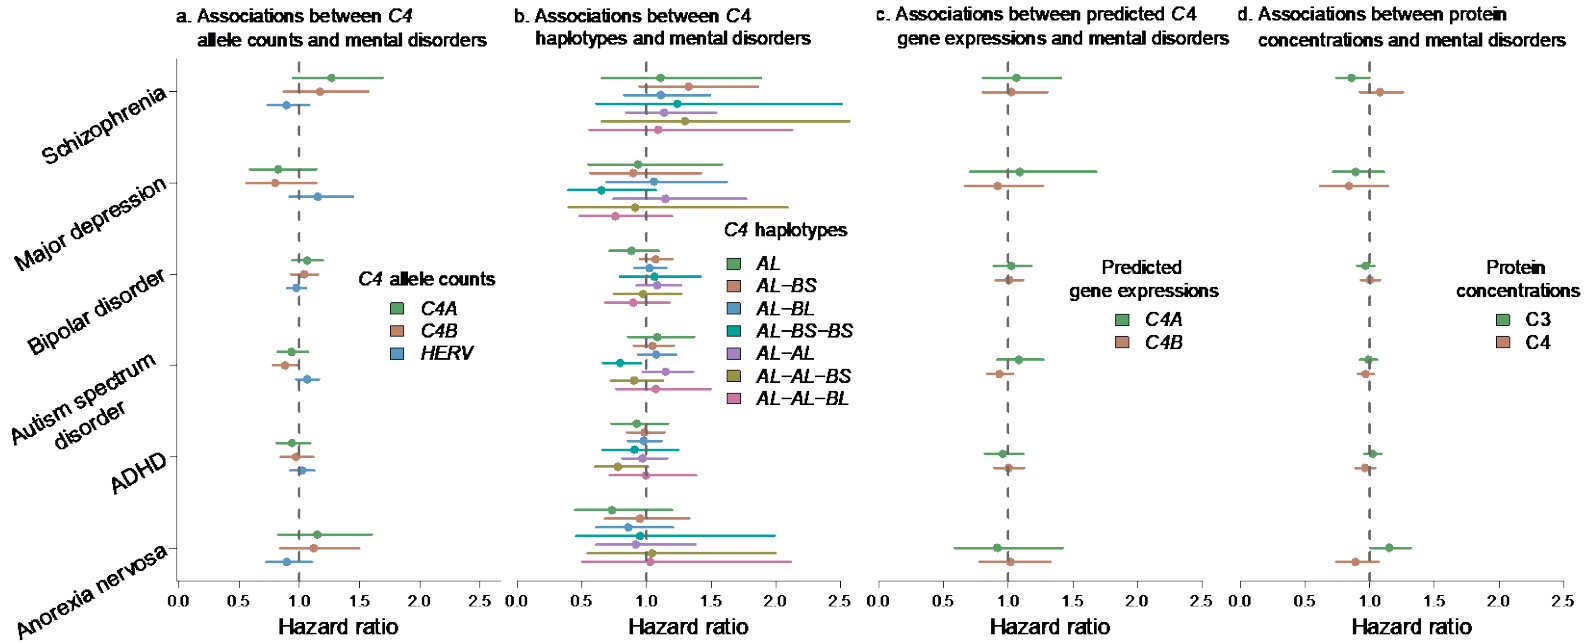 a. Associations between C4
allele counts and mental disorders
b. Associations between C4
haplotypes and mental disorders
c. Associations between predicted C4
gene expressions and mental disorders
d. Associations between protein
concentrations and mental disorders
Schizophrenia
Major depression
Bipolar disorder
Autism spectrum
disorder
ADHD
Anorexia nervosa
C4 allele counts
C4A
C4B
HERV
C4 haplotypes
AL
AL−BS
AL−BL
AL−BS−BS
AL−AL
AL−AL−BS
AL−AL−BL
Predicted
gene expressions
C4A
C4B
Protein
concentrations
C3
C4
0.0 0.5 1.0 1.5 2.0 2.5
Hazard ratio
0.0 0.5 1.0 1.5 2.0 2.5
Hazard ratio
0.0 0.5 1.0 1.5 2.0 2.5
Hazard ratio
0.0 0.5 1.0 1.5 2.0 2.5
Hazard ratio